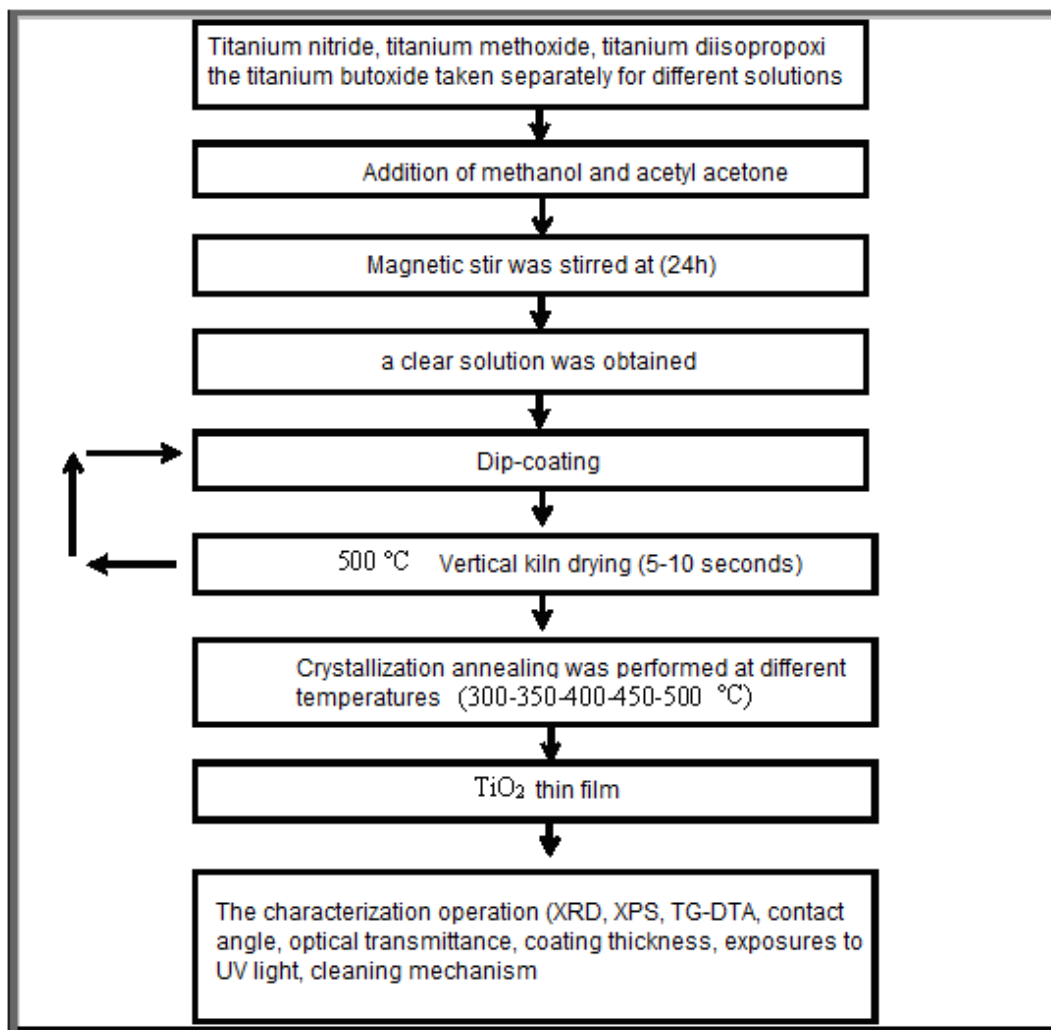 Titanium nitride, titanium methoxide, titanium diisopropoxi
the titanium butoxide taken separately for different solutions
Addition of methanol and acetyl acetone
Magnetic stir was stirred at (24h)
a clear solution was obtained
Dip-coating
500 °C Vertical kiln drying (5-10 seconds)
Crystallization annealing was performed at different
temperatures (300-350-400-450-500 °C)
TiO₂ thin film
The characterization operation (XRD, XPS, TG-DTA, contact
angle, optical transmittance, coating thickness, exposures to
UV light, cleaning mechanism